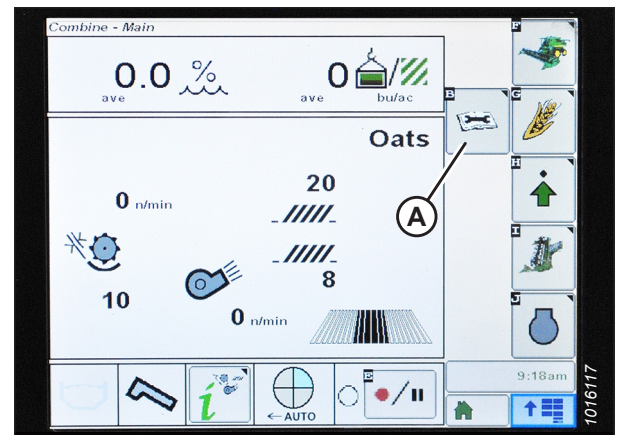 Combine - Main
F
0.0 %
ave
0 /
ave bu/ac
B
G
Oats
H
A
0 n/min
20
I
8
10
0 n/min
J
E
← AUTO
i
/
9:18am
1016117